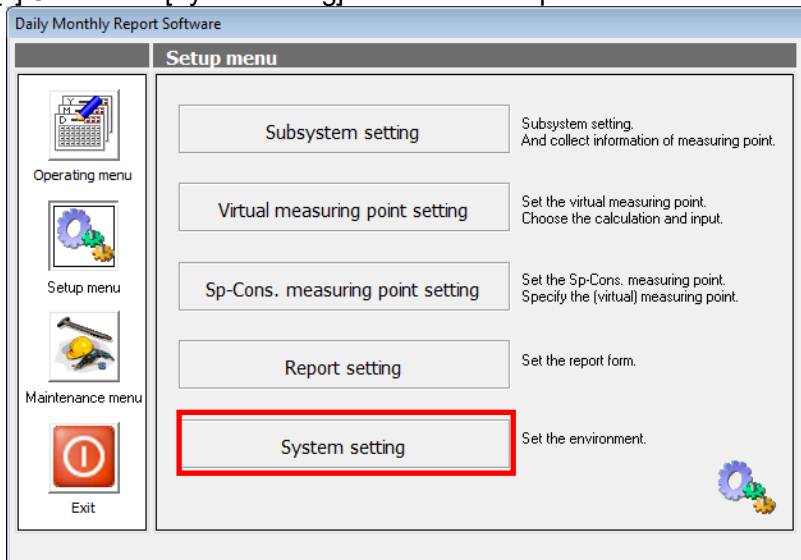 Daily Monthly Report Software
Setup menu
Operating menu
Setup menu
Maintenance menu
Exit
Subsystem setting
Subsystem setting.
And collect information of measuring point.
Virtual measuring point setting
Set the virtual measuring point.
Choose the calculation and input.
Sp-Cons. measuring point setting
Set the Sp-Cons. measuring point.
Specify the (virtual) measuring point.
Report setting
Set the report form.
System setting
Set the environment.